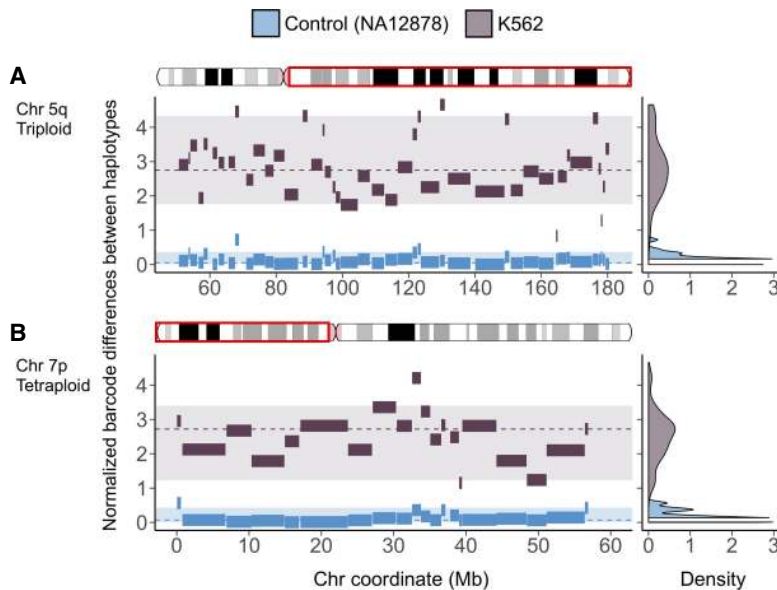 Control (NA12878) K562
A
Chr 5q
Triploid
Normalized barcode differences between haplotypes
4
3
2
1
0
60 80 100 120 140 160 180
0 1 2 3
B
Chr 7p
Tetraploid
4
3
2
1
0
0 10 20 30 40 50 60
0 1 2 3
Chr coordinate (Mb) Density